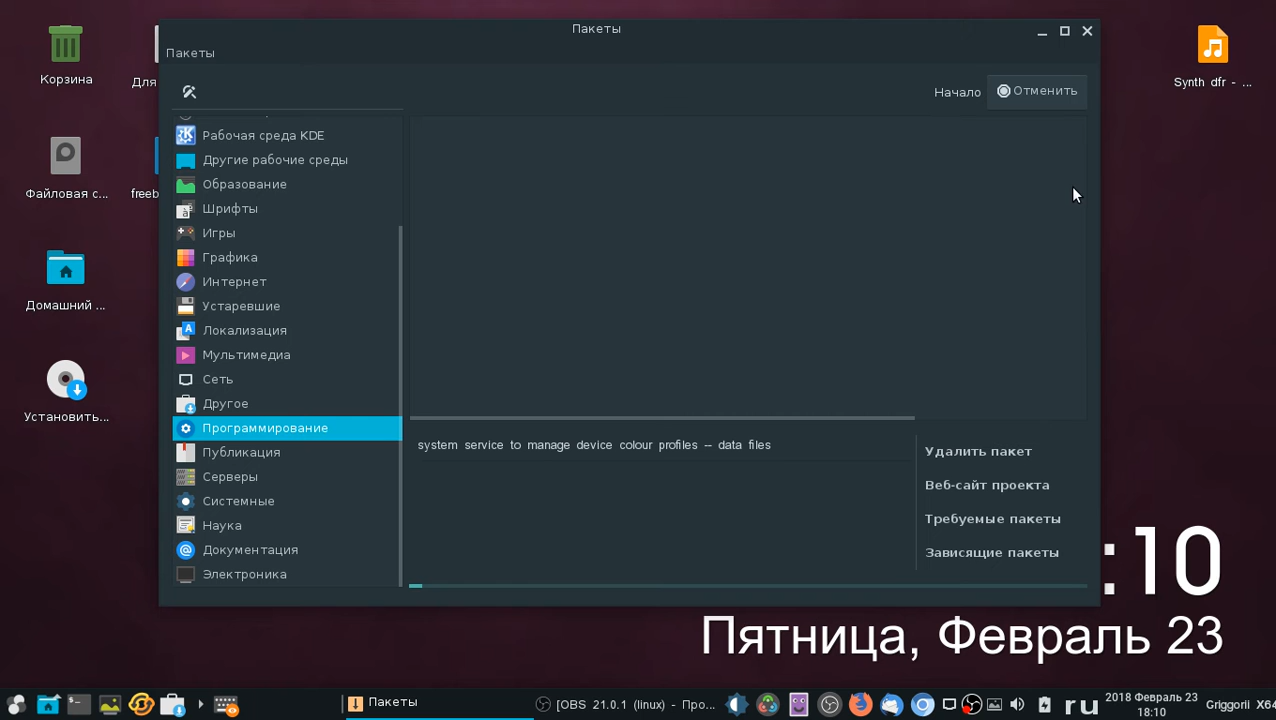 Корзина
Для
Файловая с...
freeb
Домашний ...
Установить...
Synth dfr - ...
Пакеты
Пакеты
Начало
Отменить
Рабочая среда KDE
Другие рабочие среды
Образование
Шрифты
Игры
Графика
Интернет
Устаревшие
Локализация
Мультимедиа
Сеть
Другое
Программирование
Публикация
Серверы
Системные
Наука
Документация
Электроника
system service to manage device colour profiles -- data files
Удалить пакет
Веб-сайт проекта
Требуемые пакеты
Зависящие пакеты
:10
Пятница, Февраль 23
Пакеты
[OBS 21.0.1 (linux) - Про...
ru
2018 Февраль 23
18:10
Griggorii X64